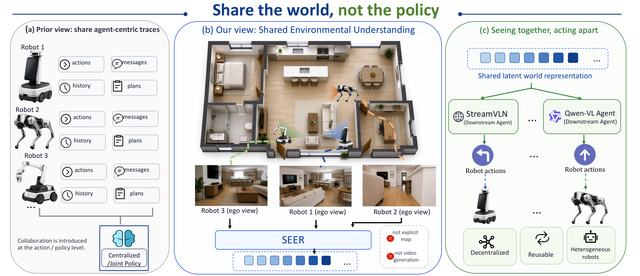 Share the world, not the policy
(a) Prior view: share agent-centric traces
Robot 1
actions
messages
history
plans
Robot 2
actions
messages
history
plans
Robot 3
actions
messages
history
plans
...
Collaboration is introduced
at the action / policy level.
Centralized
/Joint Policy
(b) Our view: Shared Environmental Understanding
Robot 3 (ego view)
Robot 1 (ego view)
Robot 2 (ego view)
SEER
...
not explicit
map
not video
generation
(c) Seeing together, acting apart
...
Shared latent world representation
StreamVLN
(Downstream Agent)
...
Qwen-VL Agent
(Downstream Agent)
Robot actions
...
Robot actions
Decentralized
Reusable
Heterogeneous
robots